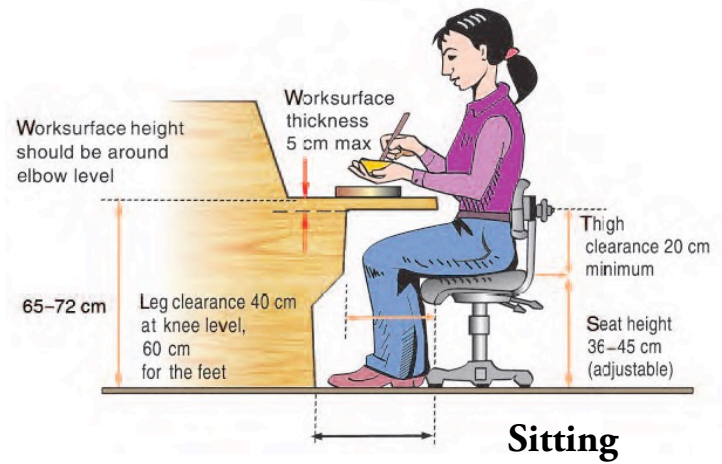 Worksurface height
should be around
elbow level
Worksurface
thickness
5 cm max
Thigh
clearance 20 cm
minimum
65–72 cm
Leg clearance 40 cm
at knee level,
60 cm
for the feet
Seat height
36–45 cm
(adjustable)
Sitting